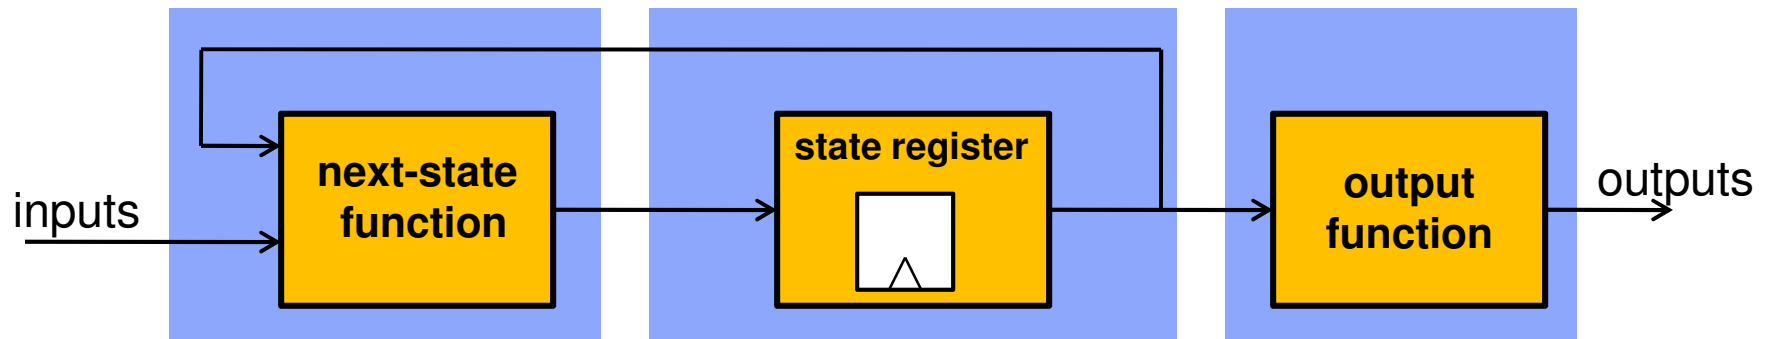 inputs
next-state
function
state register
output
function
outputs